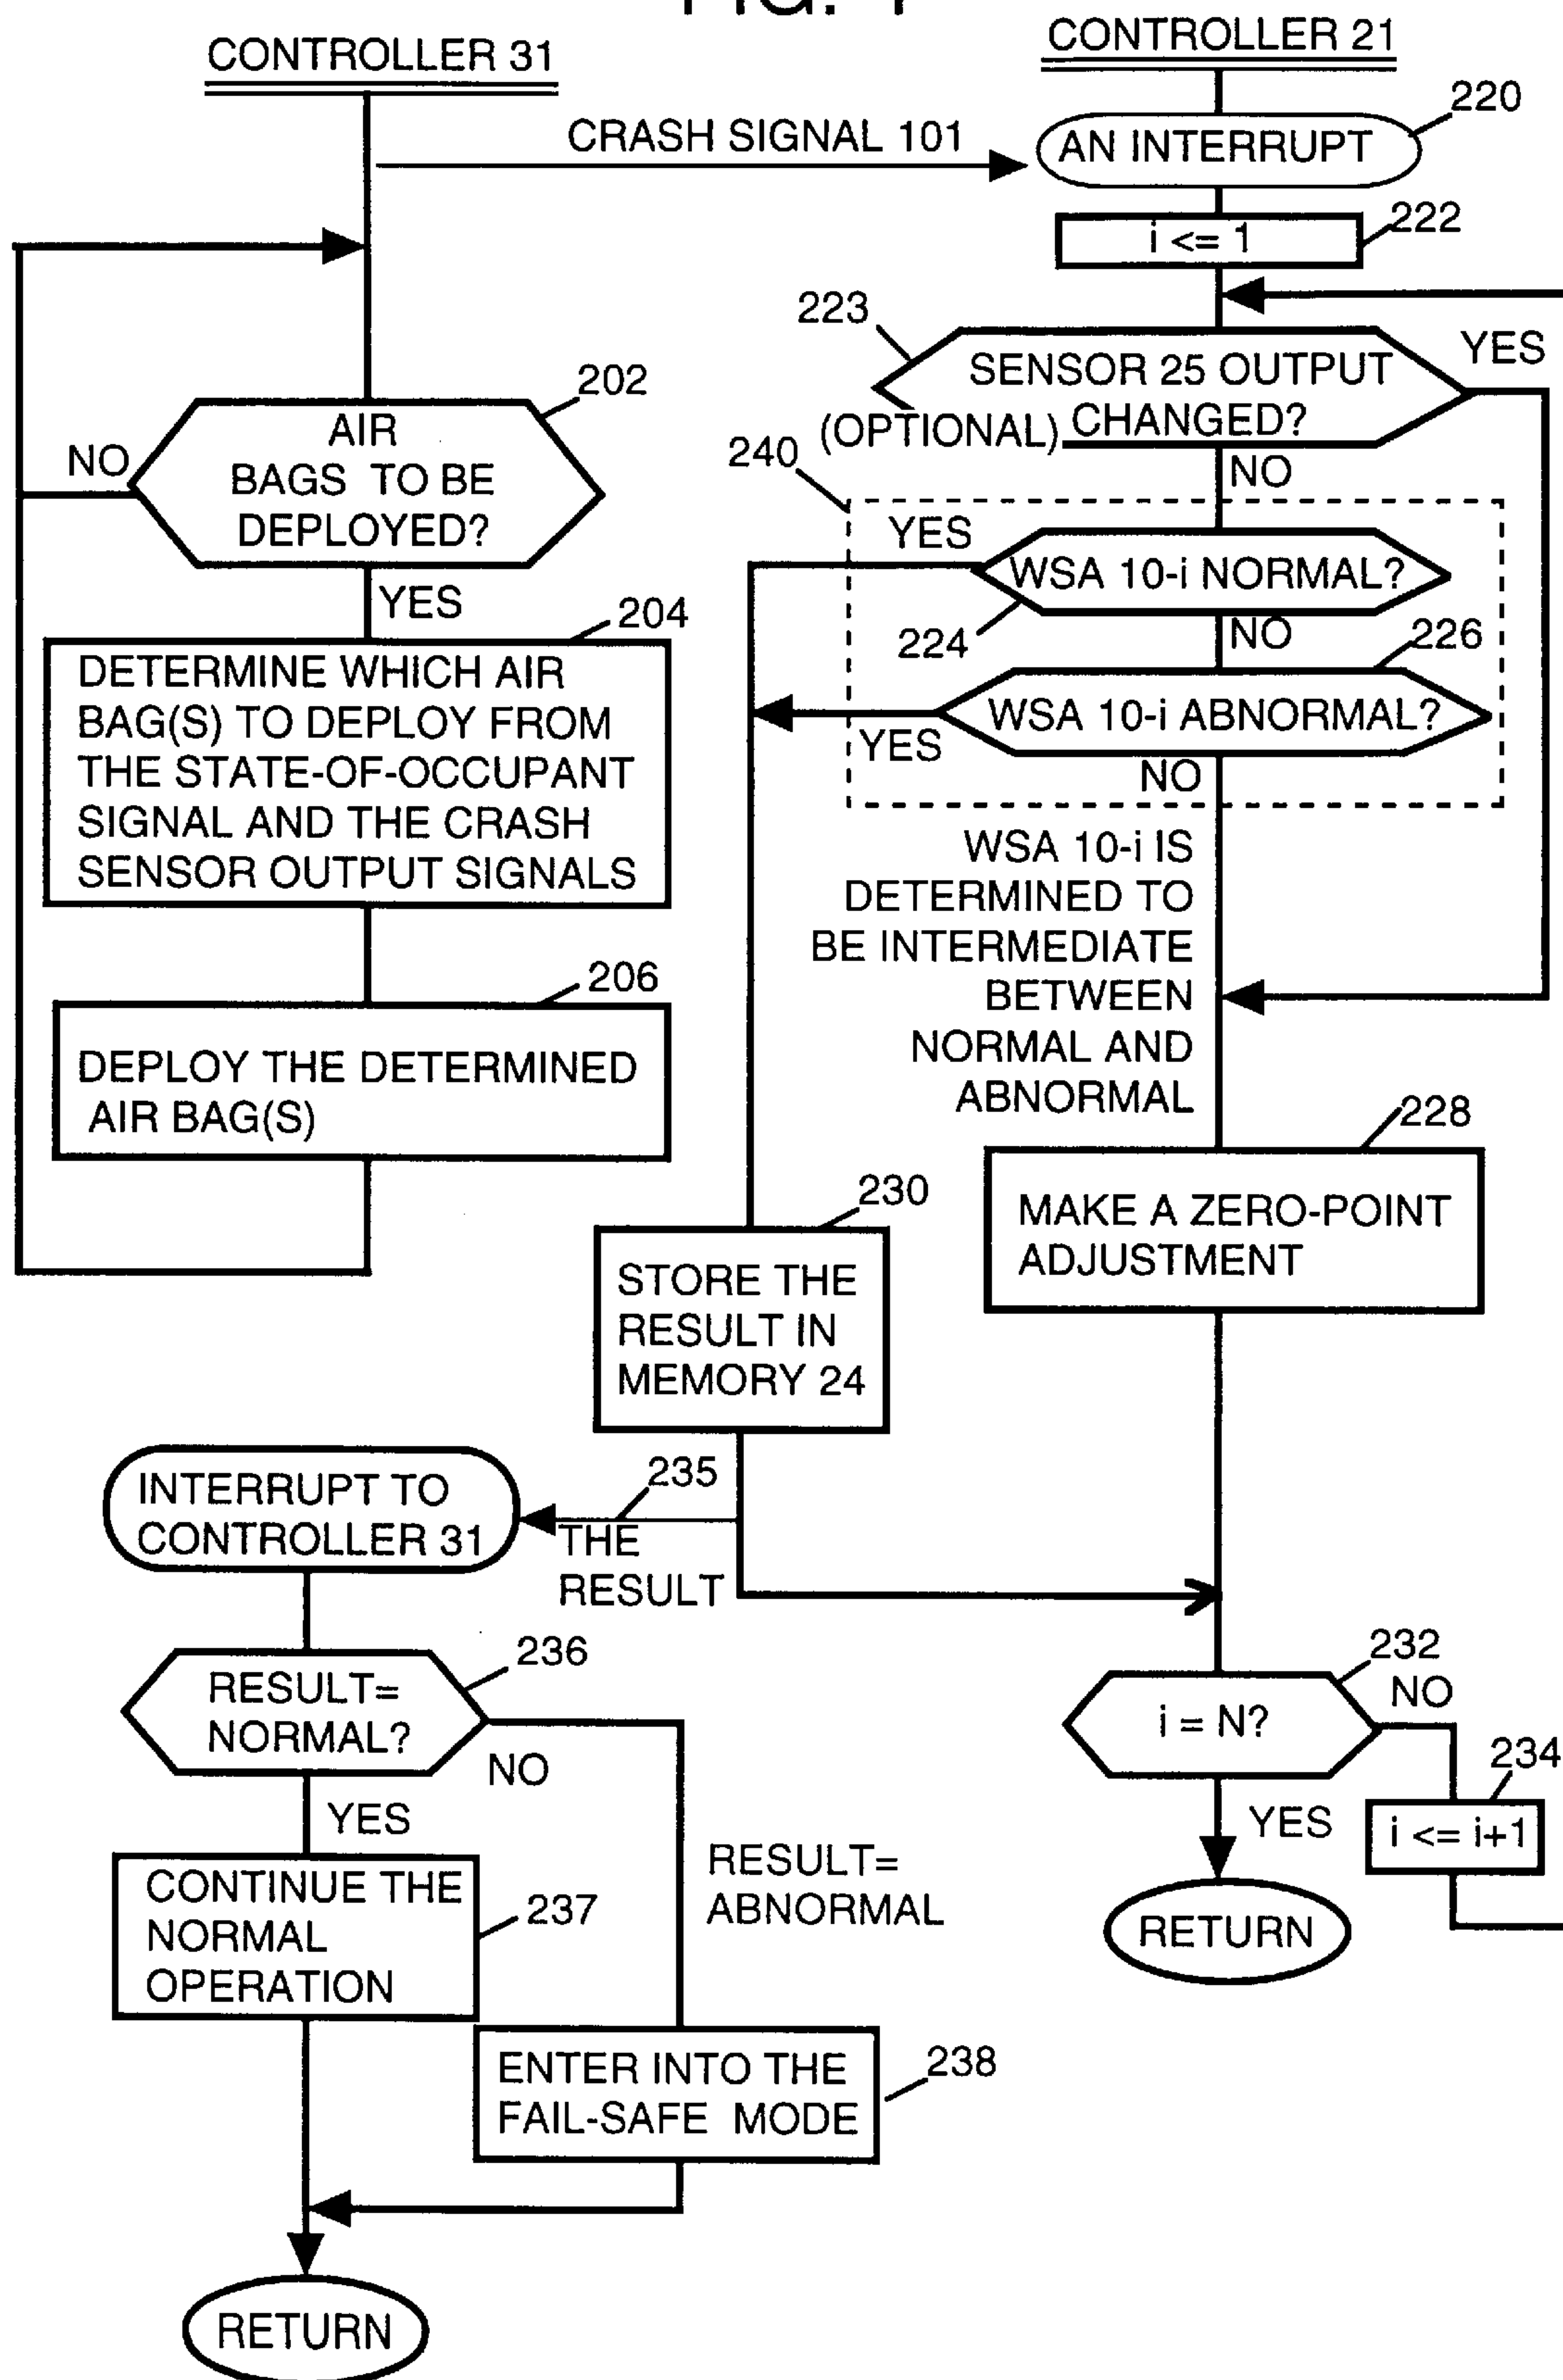 CONTROLLER 31
CONTROLLER 21
CRASH SIGNAL 101
220
AN INTERRUPT
222
i <= 1
223
SENSOR 25 OUTPUT
(OPTIONAL) CHANGED?
YES
NO
202
AIR
BAGS TO BE
DEPLOYED?
NO
YES
204
DETERMINE WHICH AIR
BAG(S) TO DEPLOY FROM
THE STATE-OF-OCCUPANT
SIGNAL AND THE CRASH
SENSOR OUTPUT SIGNALS
206
DEPLOY THE DETERMINED
AIR BAG(S)
240
YES
WSA 10-i NORMAL?
224
NO
226
WSA 10-i ABNORMAL?
YES
NO
WSA 10-i IS
DETERMINED TO
BE INTERMEDIATE
BETWEEN
NORMAL AND
ABNORMAL
228
MAKE A ZERO-POINT
ADJUSTMENT
230
STORE THE
RESULT IN
MEMORY 24
235
THE
RESULT
INTERRUPT TO
CONTROLLER 31
236
RESULT=
NORMAL?
NO
YES
RESULT=
ABNORMAL
237
CONTINUE THE
NORMAL
OPERATION
238
ENTER INTO THE
FAIL-SAFE MODE
RETURN
232
i = N?
NO
234
i <= i+1
YES
RETURN